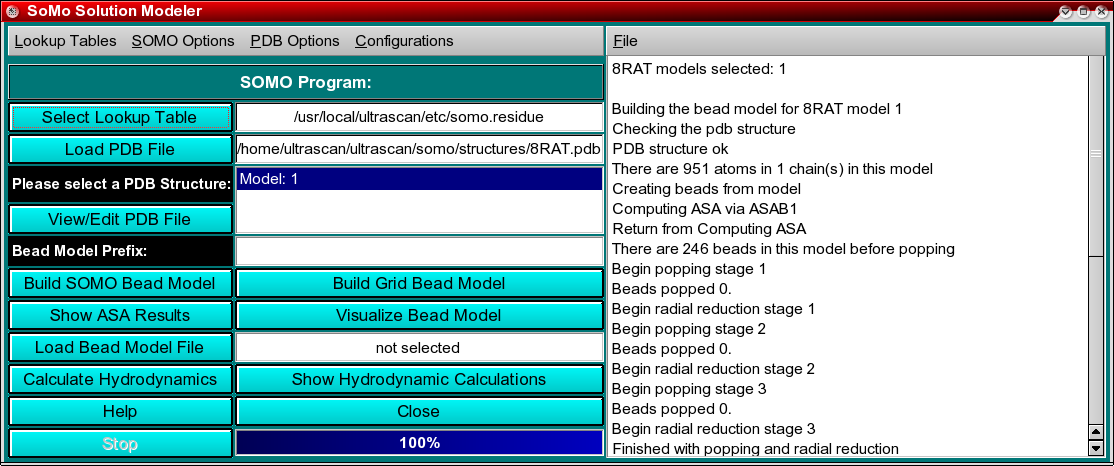 SoMo Solution Modeler
Lookup Tables SOMO Options PDB Options Configurations
SOMO Program:
Select Lookup Table /usr/local/ultrascan/etc/somo.residue
Load PDB File /home/ultrascan/ultrascan/somo/structures/8RAT.pdb
Please select a PDB Structure: Model: 1
View/Edit PDB File
Bead Model Prefix:
Build SOMO Bead Model Build Grid Bead Model
Show ASA Results Visualize Bead Model
Load Bead Model File not selected
Calculate Hydrodynamics Show Hydrodynamic Calculations
Help Close
Stop 100%
File
8RAT models selected: 1
Building the bead model for 8RAT model 1
Checking the pdb structure
PDB structure ok
There are 951 atoms in 1 chain(s) in this model
Creating beads from model
Computing ASA via ASAB1
Return from Computing ASA
There are 246 beads in this model before popping
Begin popping stage 1
Beads popped 0.
Begin radial reduction stage 1
Begin popping stage 2
Beads popped 0.
Begin radial reduction stage 2
Begin popping stage 3
Beads popped 0.
Begin radial reduction stage 3
Finished with popping and radial reduction